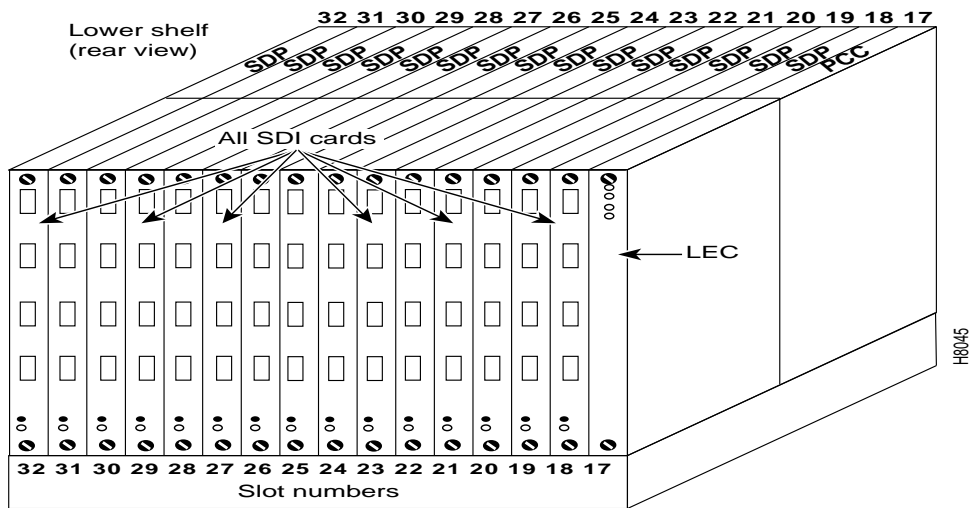 Lower shelf
(rear view)
32 31 30 29 28 27 26 25 24 23 22 21 20 19 18 17
SDP SDP SDP SDP SDP SDP SDP SDP SDP SDP SDP SDP SDP SDP SDP PCC
All SDI cards
LEC
H8045
32 31 30 29 28 27 26 25 24 23 22 21 20 19 18 17
Slot numbers